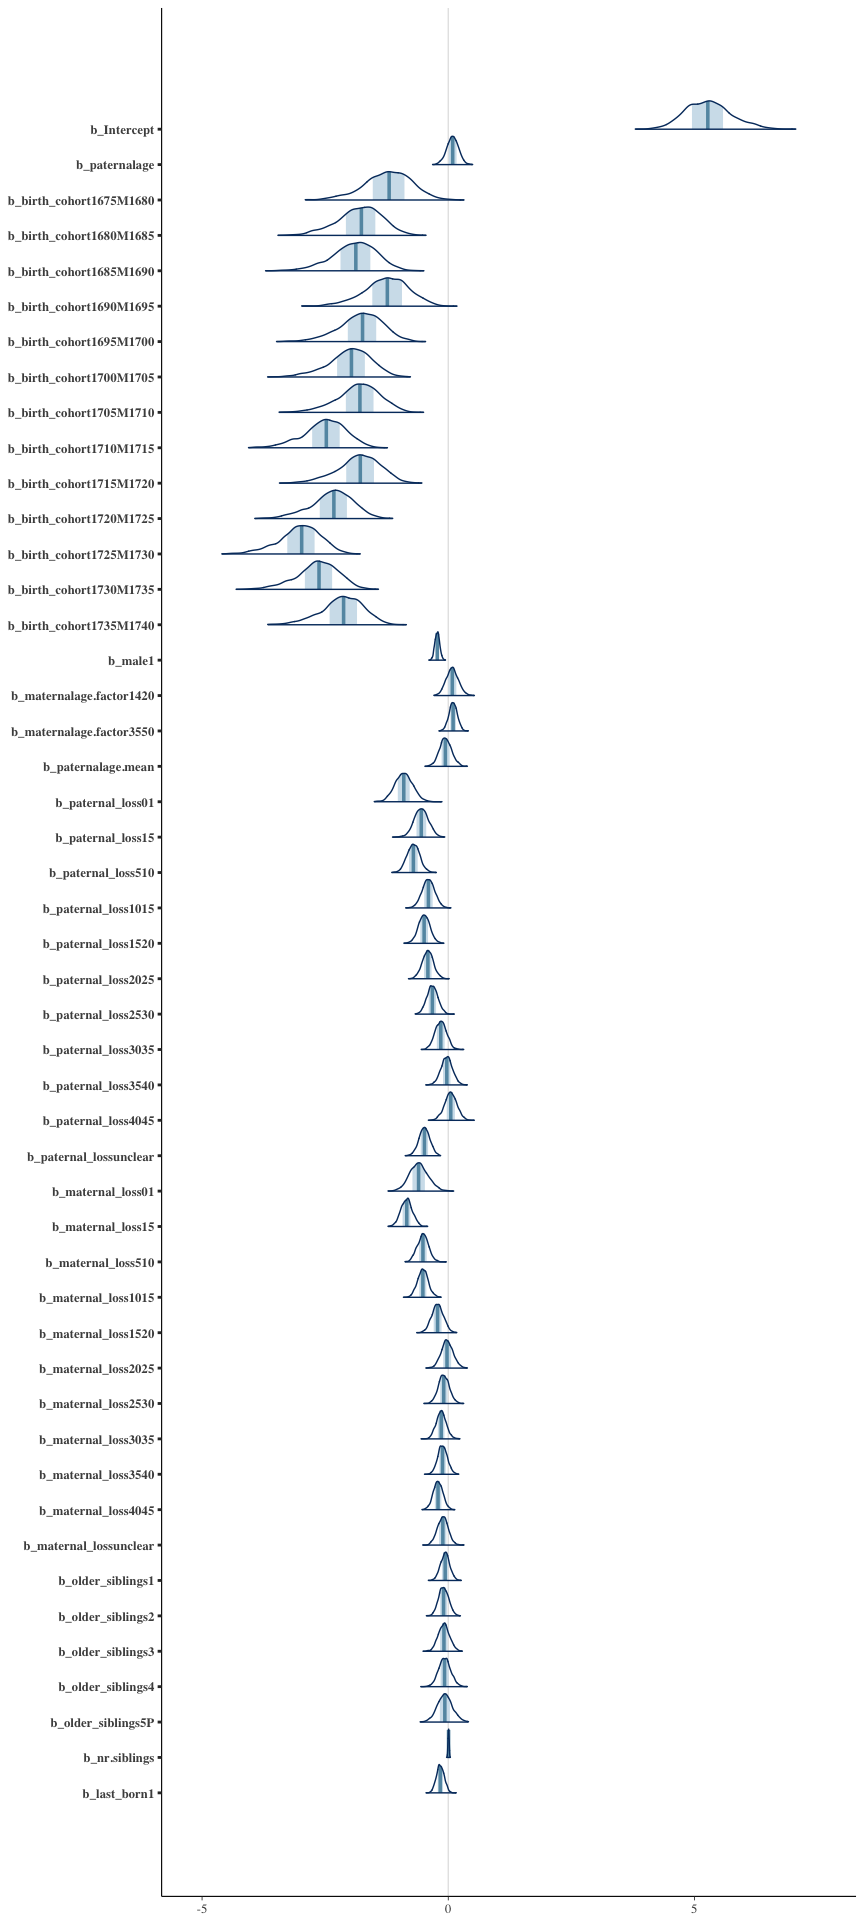 b_Intercept
b_paternalage
b_birth_cohort1675M1680
b_birth_cohort1680M1685
b_birth_cohort1685M1690
b_birth_cohort1690M1695
b_birth_cohort1695M1700
b_birth_cohort1700M1705
b_birth_cohort1705M1710
b_birth_cohort1710M1715
b_birth_cohort1715M1720
b_birth_cohort1720M1725
b_birth_cohort1725M1730
b_birth_cohort1730M1735
b_birth_cohort1735M1740
b_male1
b_maternalage.factor1420
b_maternalage.factor3550
b_paternalage.mean
b_paternal_loss01
b_paternal_loss15
b_paternal_loss510
b_paternal_loss1015
b_paternal_loss1520
b_paternal_loss2025
b_paternal_loss2530
b_paternal_loss3035
b_paternal_loss3540
b_paternal_loss4045
b_paternal_lossunclear
b_maternal_loss01
b_maternal_loss15
b_maternal_loss510
b_maternal_loss1015
b_maternal_loss1520
b_maternal_loss2025
b_maternal_loss2530
b_maternal_loss3035
b_maternal_loss3540
b_maternal_loss4045
b_maternal_lossunclear
b_older_siblings1
b_older_siblings2
b_older_siblings3
b_older_siblings4
b_older_siblings5P
b_nr.siblings
b_last_born1
-5 0 5